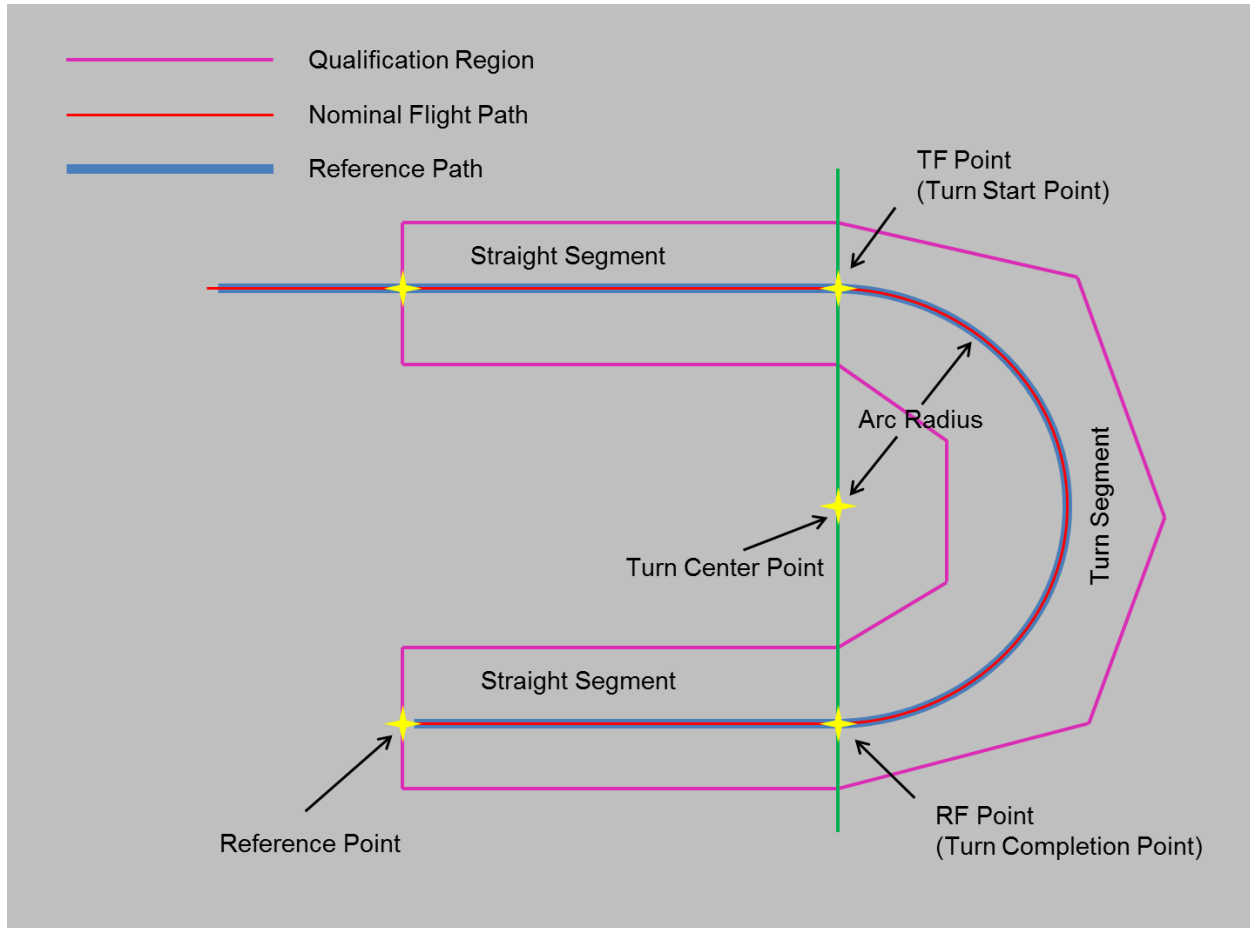 Qualification Region
Nominal Flight Path
Reference Path
TF Point
(Turn Start Point)
Straight Segment
Arc Radius
Turn Segment
Turn Center Point
Straight Segment
Reference Point
RF Point
(Turn Completion Point)